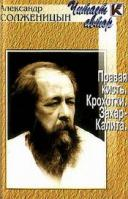 Александр
СОЛЖЕНИЦЫН
Читает
автор
К
Правая
кисть.
Крохотки.
Захар-
Калита.